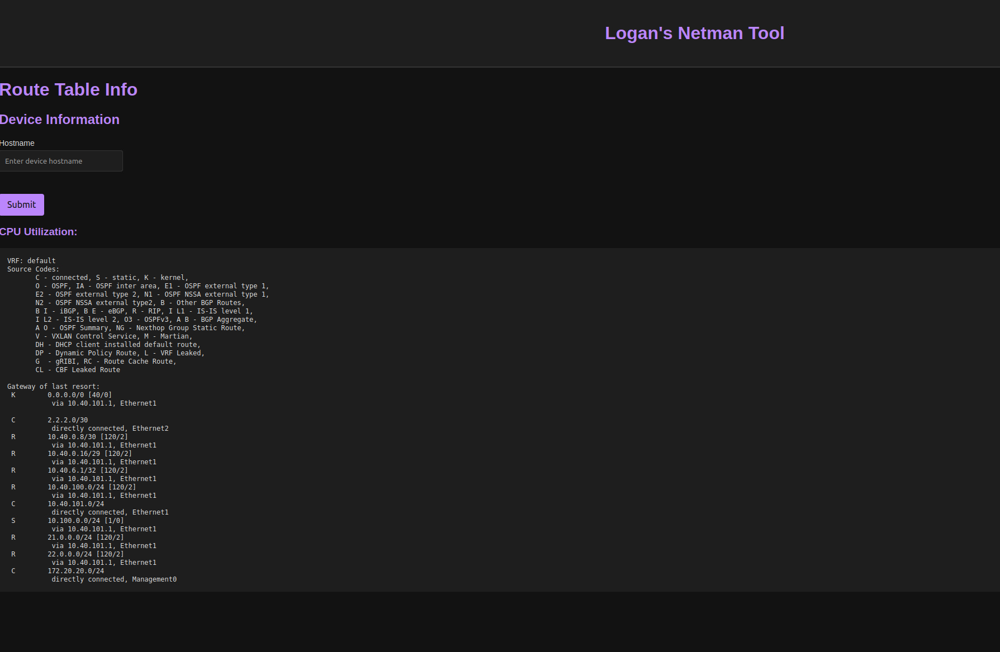 Logan's Netman Tool
Route Table Info
Device Information
Hostname
Enter device hostname
Submit
CPU Utilization:
VRF: default
Source Codes:
       C - connected, S - static, K - kernel,
       O - OSPF, IA - OSPF inter area, E1 - OSPF external type 1,
       E2 - OSPF external type 2, N1 - OSPF NSSA external type 1,
       N2 - OSPF NSSA external type2, B - Other BGP Routes,
       B I - iBGP, B E - eBGP, R - RIP, I L1 - IS-IS level 1,
       I L2 - IS-IS level 2, O3 - OSPFv3, A B - BGP Aggregate,
       A O - OSPF Summary, NG - Nexthop Group Static Route,
       V - VXLAN Control Service, M - Martian,
       DH - DHCP client installed default route,
       DP - Dynamic Policy Route, L - VRF Leaked,
       G  - gRIBI, RC - Route Cache Route,
       CL - CBF Leaked Route

Gateway of last resort:
 K        0.0.0.0/0 [40/0]
           via 10.40.101.1, Ethernet1

 C        2.2.2.0/30
           directly connected, Ethernet2
 R        10.40.0.8/30 [120/2]
           via 10.40.101.1, Ethernet1
 R        10.40.0.16/29 [120/2]
           via 10.40.101.1, Ethernet1
 R        10.40.6.1/32 [120/2]
           via 10.40.101.1, Ethernet1
 R        10.40.100.0/24 [120/2]
           via 10.40.101.1, Ethernet1
 C        10.40.101.0/24
           directly connected, Ethernet1
 S        10.100.0.0/24 [1/0]
           via 10.40.101.1, Ethernet1
 R        21.0.0.0/24 [120/2]
           via 10.40.101.1, Ethernet1
 R        22.0.0.0/24 [120/2]
           via 10.40.101.1, Ethernet1
 C        172.20.20.0/24
           directly connected, Management0